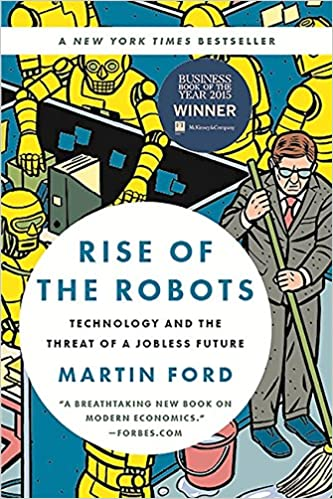 A NEW YORK TIMES BESTSELLER
BUSINESS
BOOK OF THE
YEAR 2015
WINNER
FT
McKinsey&Company
RISE OF
THE ROBOTS
TECHNOLOGY AND THE
THREAT OF A JOBLESS FUTURE
MARTIN FORD
"A BREATHTAKING NEW BOOK ON
MODERN ECONOMICS."
—FORBES.COM